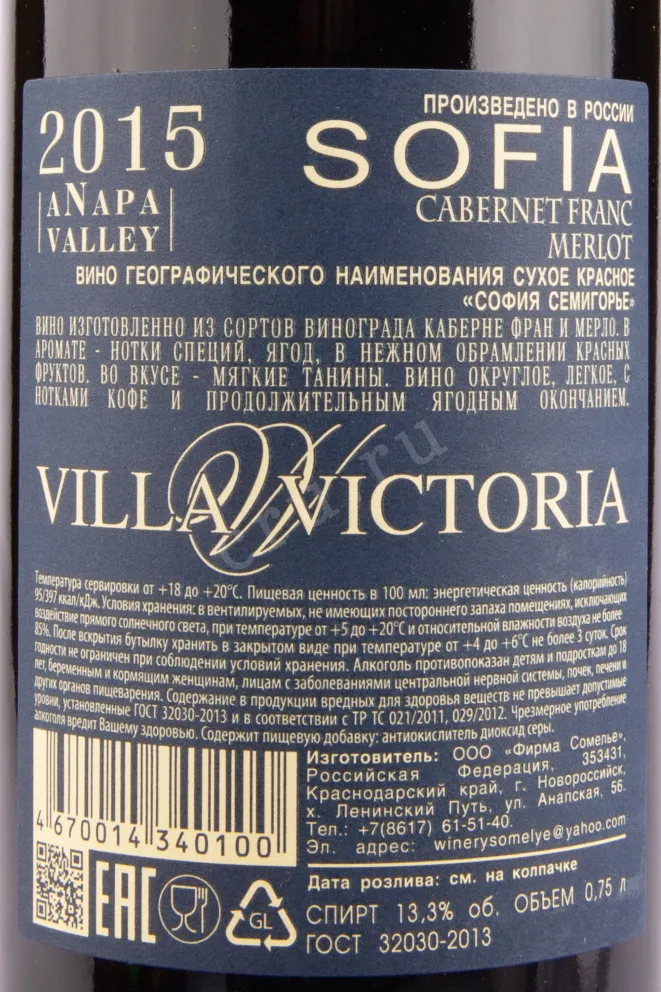 2015
ANAPA
VALLEY
ПРОИЗВЕДЕНО В РОССИИ
SOFIA
CABERNET FRANC
MERLOT
ВИНО ГЕОГРАФИЧЕСКОГО НАИМЕНОВАНИЯ СУХОЕ КРАСНОЕ
«СОФИЯ СЕМИГОРЬЕ»
ВИНО ИЗГОТОВЛЕННО ИЗ СОРТОВ ВИНОГРАДА КАБЕРНЕ ФРАН И МЕРЛО. В
АРОМАТЕ - НОТКИ СПЕЦИЙ, ЯГОД, В НЕЖНОМ ОБРАМЛЕНИИ КРАСНЫХ
ФРУКТОВ. ВО ВКУСЕ - МЯГКИЕ ТАНИНЫ. ВИНО ОКРУГЛОЕ, ЛЕГКОЕ, С
НОТКАМИ КОФЕ И ПРОДОЛЖИТЕЛЬНЫМ ЯГОДНЫМ ОКОНЧАНИЕМ.
VILLA VICTORIA
cru.ru
Температура сервировки от +18 до +20°С. Пищевая ценность в 100 мл: энергетическая ценность (калорийность)
95/397 ккал/кДж. Условия хранения: в вентилируемых, не имеющих постороннего запаха помещениях, исключающих
воздействие прямого солнечного света, при температуре от +5 до +20°С и относительной влажности воздуха не более
85%. После вскрытия бутылку хранить в закрытом виде при температуре от +4 до +6°С не более 3 суток. Срок
годности не ограничен при соблюдении условий хранения. Алкоголь противопоказан детям и подросткам до 18
лет, беременным и кормящим женщинам, лицам с заболеваниями центральной нервной системы, почек, печени и
других органов пищеварения. Содержание в продукции вредных для здоровья веществ не превышает допустимые
уровни, установленные ГОСТ 32030-2013 и в соответствии с ТР ТС 021/2011, 029/2012. Чрезмерное употребление
алкоголя вредит Вашему здоровью. Содержит пищевую добавку: антиокислитель диоксид серы.
4 670014 340100
Изготовитель: ООО «Фирма Сомелье»,
Российская Федерация, 353431,
Краснодарский край, г. Новороссийск,
х. Ленинский Путь, ул. Анапская, 56.
Тел.: +7(8617) 61-51-40.
Эл. адрес: winerysomelye@yahoo.com
Дата розлива: см. на колпачке
СПИРТ 13,3% об. ОБЪЕМ 0,75 л
ГОСТ 32030-2013
EAC
GL